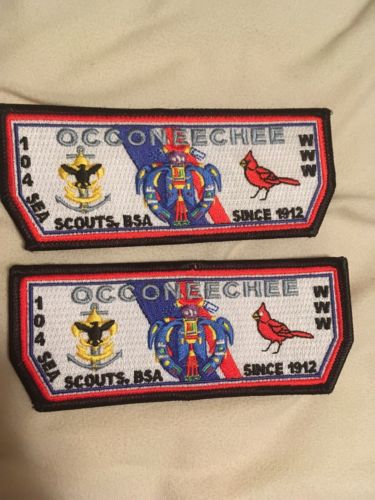 OCCONEECHEE
104 SEA
WWW
SCOUTS, BSA
SINCE 1912
OCCONEECHEE
104 SEA
WWW
SCOUTS, BSA
SINCE 1912